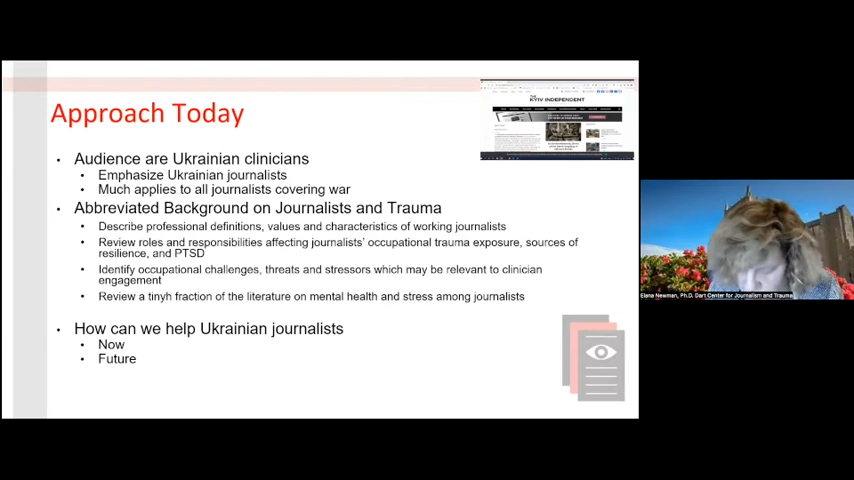 Approach Today
THE
KYIV INDEPENDENT
• Audience are Ukrainian clinicians
• Emphasize Ukrainian journalists
• Much applies to all journalists covering war
• Abbreviated Background on Journalists and Trauma
• Describe professional definitions, values and characteristics of working journalists
• Review roles and responsibilities affecting journalists' occupational trauma exposure, sources of
resilience, and PTSD
• Identify occupational challenges, threats and stressors which may be relevant to clinician
engagement
• Review a tinyh fraction of the literature on mental health and stress among journalists
• How can we help Ukrainian journalists
• Now
• Future
Elana Newman, Ph.D. Dart Center for Journalism and Trauma